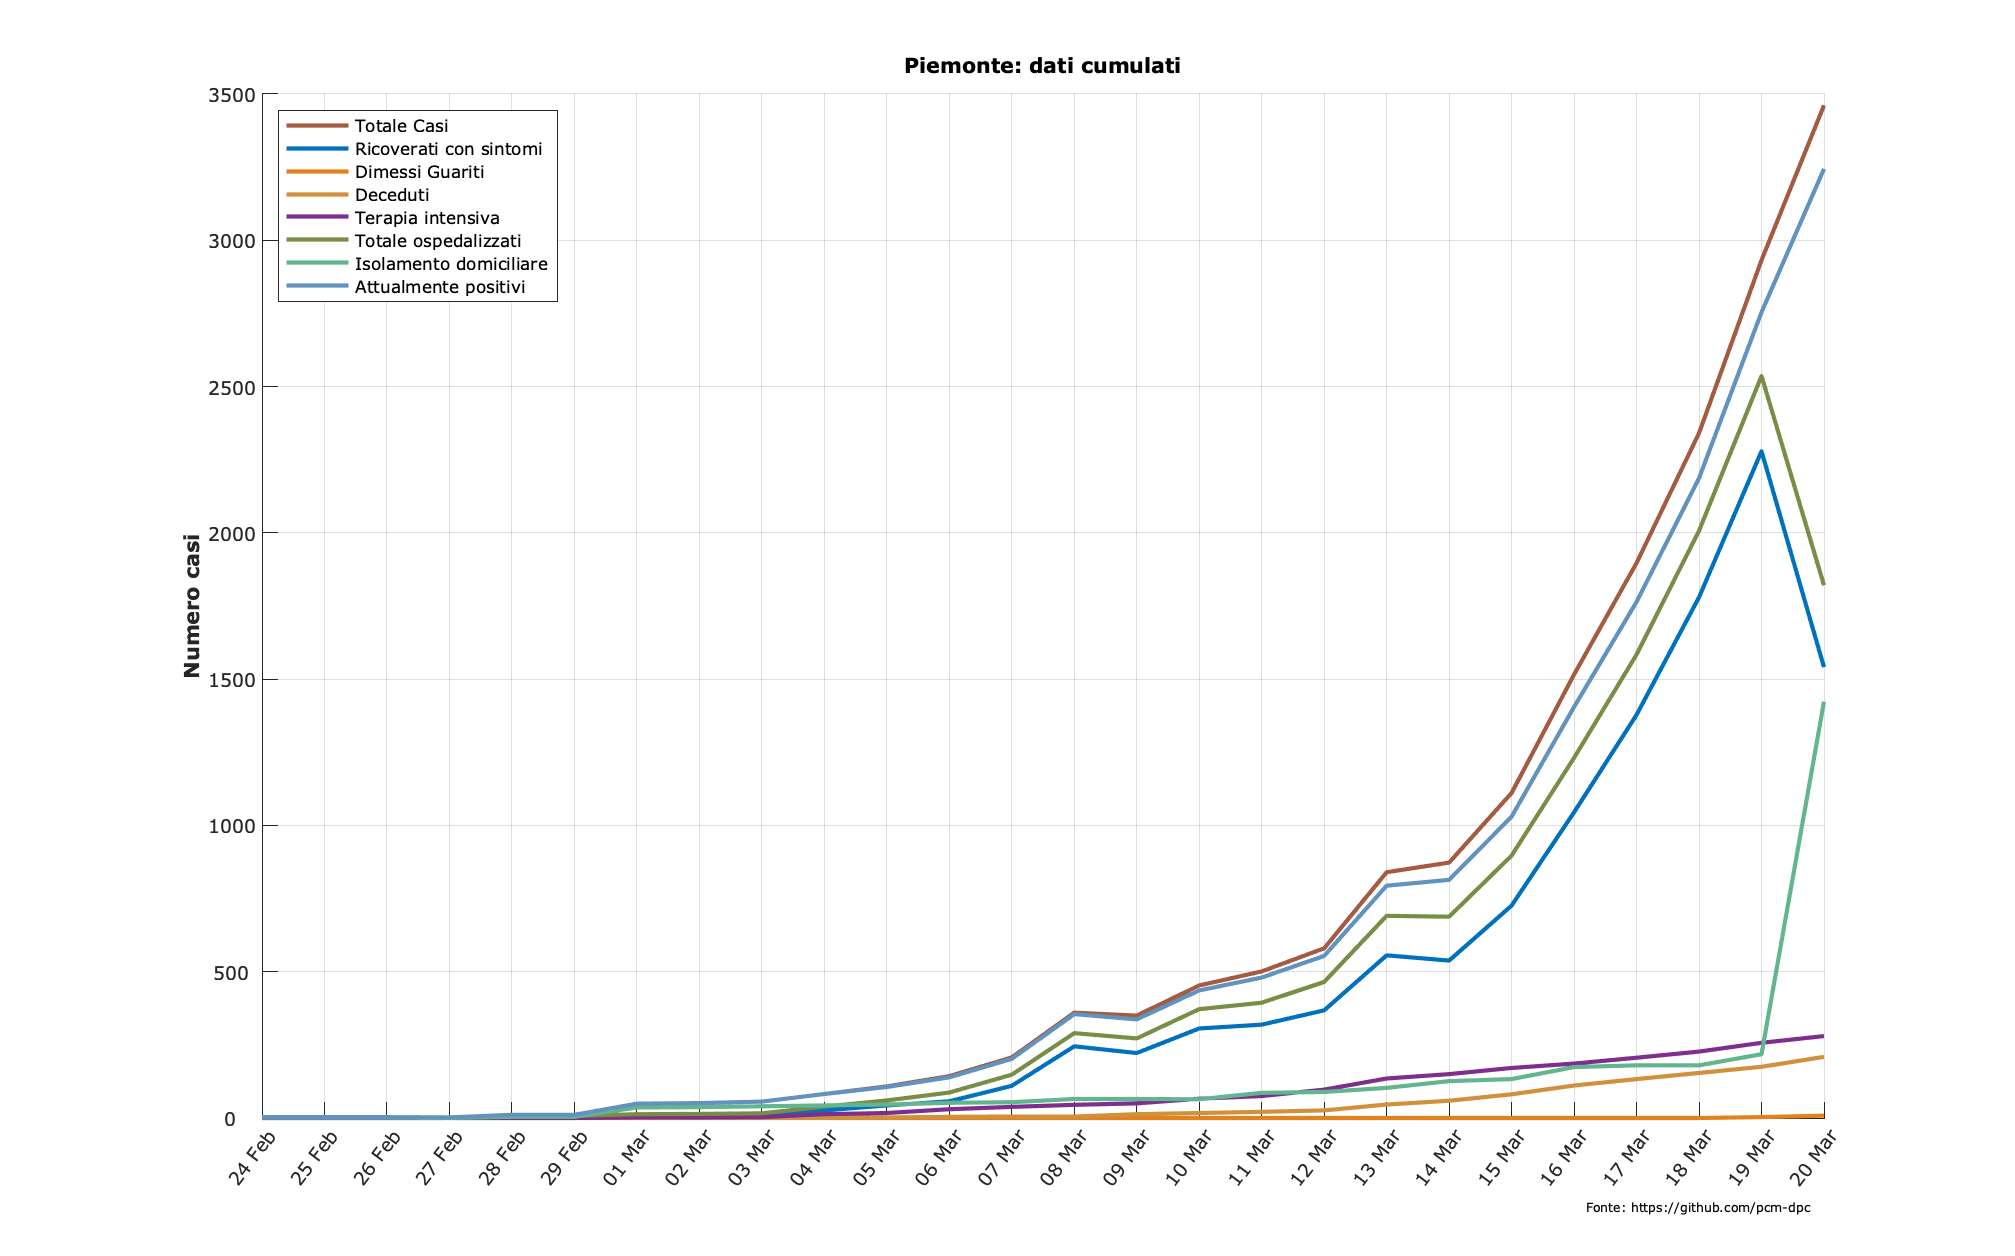 Piemonte: dati cumulati
3500
3000
2500
2000
1500
1000
500
0
Numero casi
Totale Casi
Ricoverati con sintomi
Dimessi Guariti
Deceduti
Terapia intensiva
Totale ospedalizzati
Isolamento domiciliare
Attualmente positivi
24 Feb
25 Feb
26 Feb
27 Feb
28 Feb
29 Feb
01 Mar
02 Mar
03 Mar
04 Mar
05 Mar
06 Mar
07 Mar
08 Mar
09 Mar
10 Mar
11 Mar
12 Mar
13 Mar
14 Mar
15 Mar
16 Mar
17 Mar
18 Mar
19 Mar
20 Mar
Fonte: https://github.com/pcm-dpc